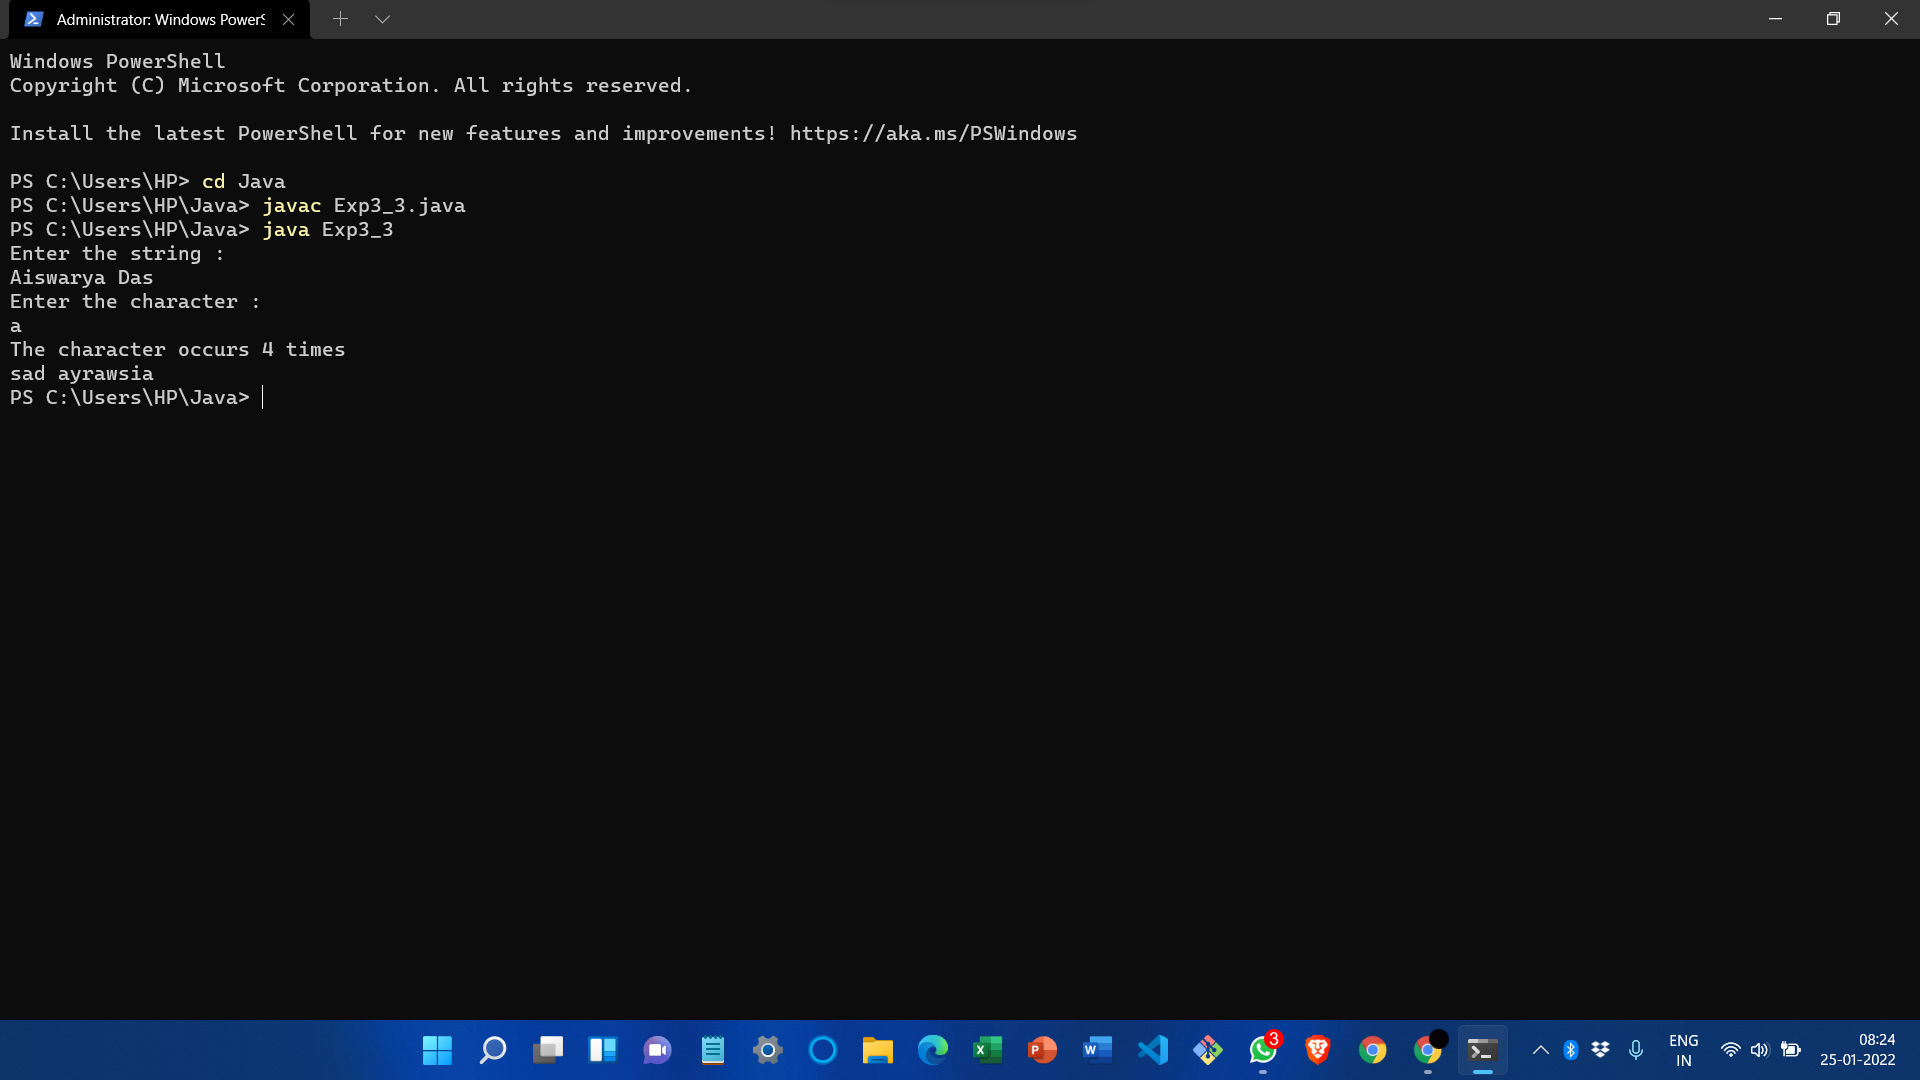 Administrator: Windows PowerS
Windows PowerShell
Copyright (C) Microsoft Corporation. All rights reserved.
Install the latest PowerShell for new features and improvements! https://aka.ms/PSWindows
PS C:\Users\HP> cd Java
PS C:\Users\HP\Java> javac Exp3_3.java
PS C:\Users\HP\Java> java Exp3_3
Enter the string :
Aiswarya Das
Enter the character :
a
The character occurs 4 times
sad ayrawsia
PS C:\Users\HP\Java>
X
P
W
3
ENG
IN
08:24
25-01-2022